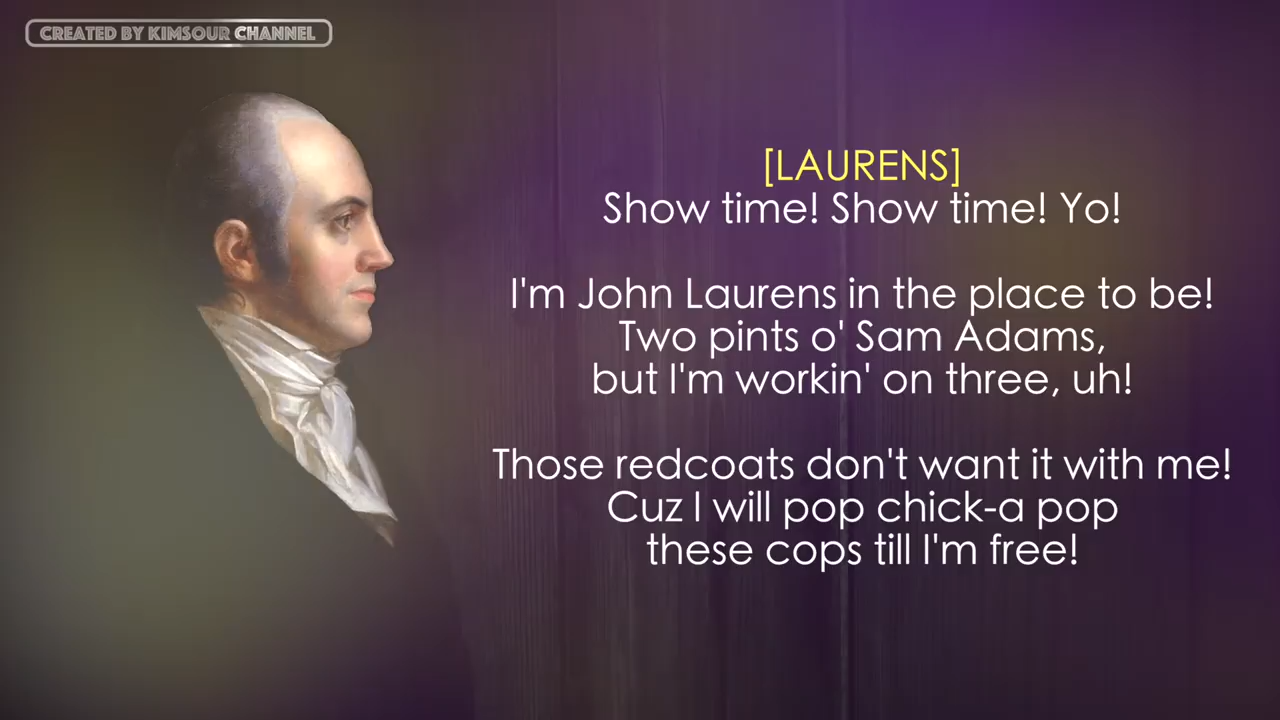 CREATED BY KIMSOUR CHANNEL
[LAURENS]
Show time! Show time! Yo!
I'm John Laurens in the place to be!
Two pints o' Sam Adams,
but I'm workin' on three, uh!
Those redcoats don't want it with me!
Cuz I will pop chick-a pop
these cops till I'm free!